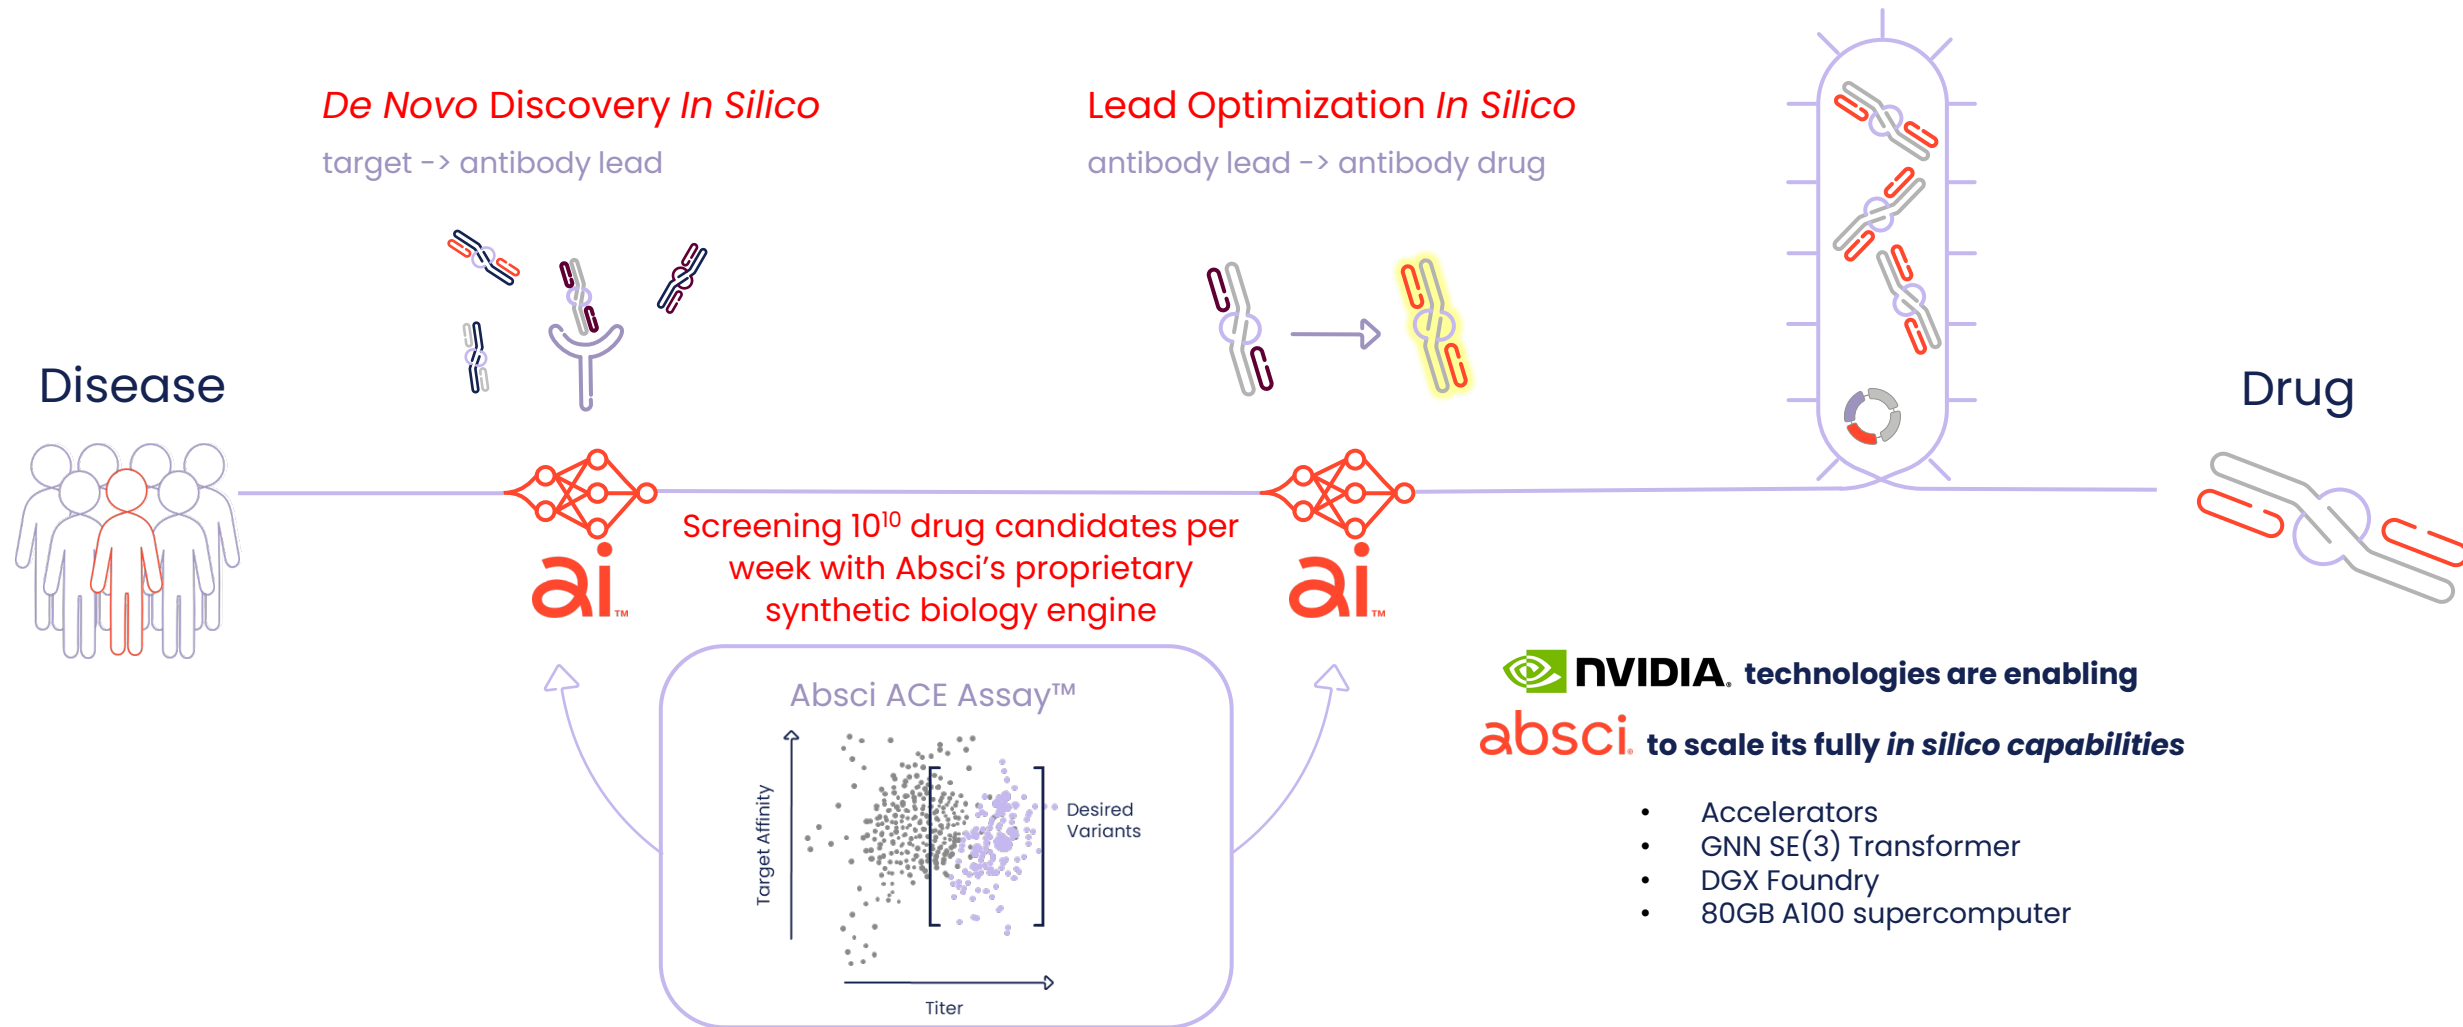 De Novo Discovery In Silico
target -> antibody lead
Lead Optimization In Silico
antibody lead -> antibody drug
Disease
Drug
ai™
Screening 10¹⁰ drug candidates per
week with Absci’s proprietary
synthetic biology engine
ai™
Absci ACE Assay™
Target Affinity
Desired
Variants
Titer
NVIDIA. technologies are enabling
absci. to scale its fully in silico capabilities
• Accelerators
• GNN SE(3) Transformer
• DGX Foundry
• 80GB A100 supercomputer